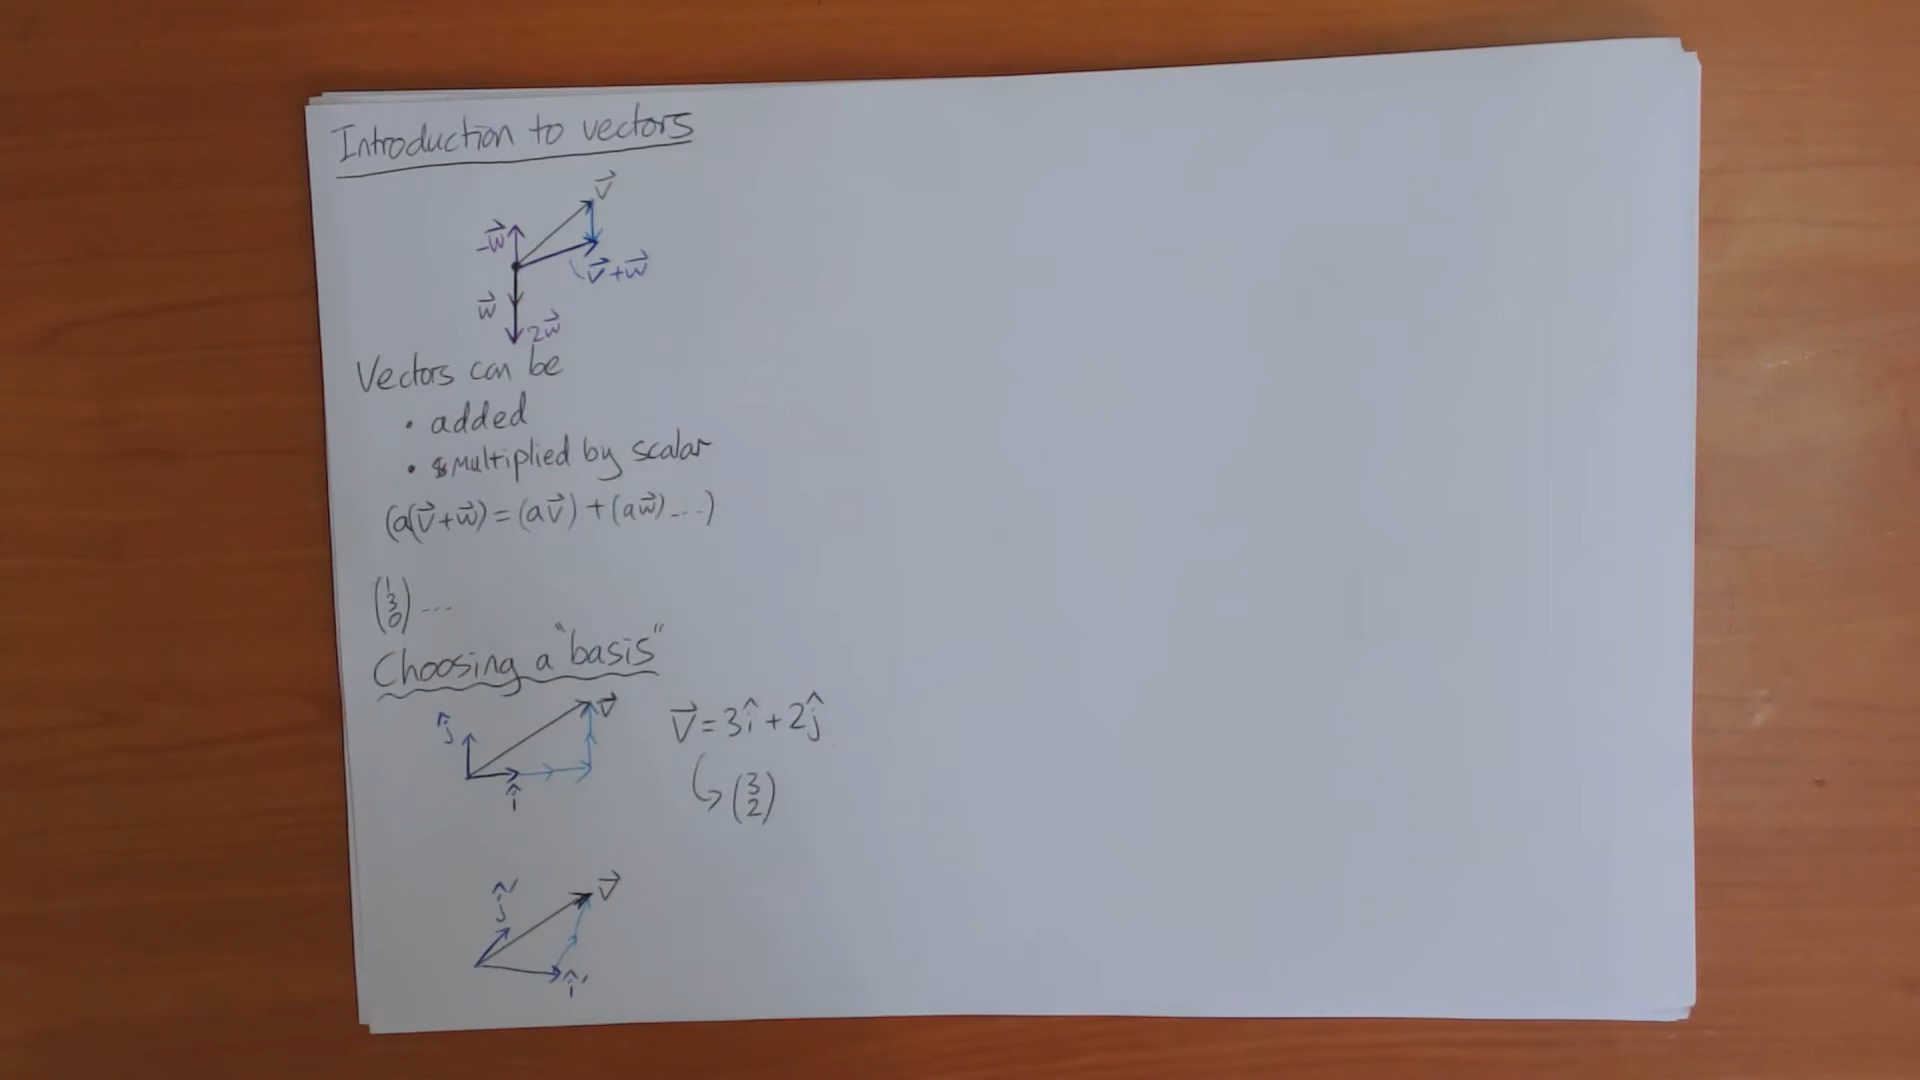 Introduction to vectors
v⃗
-w⃗
v⃗+w⃗
w⃗
2w⃗
Vectors can be
• added
• multiplied by scalar
(a(v⃗+w⃗)=(av⃗)+(aw⃗)...)
(1 3 0) ...
Choosing a "basis"
ĵ
v⃗
v⃗=3î+2ĵ
î
(3 2)
ĵ'
v⃗
î'